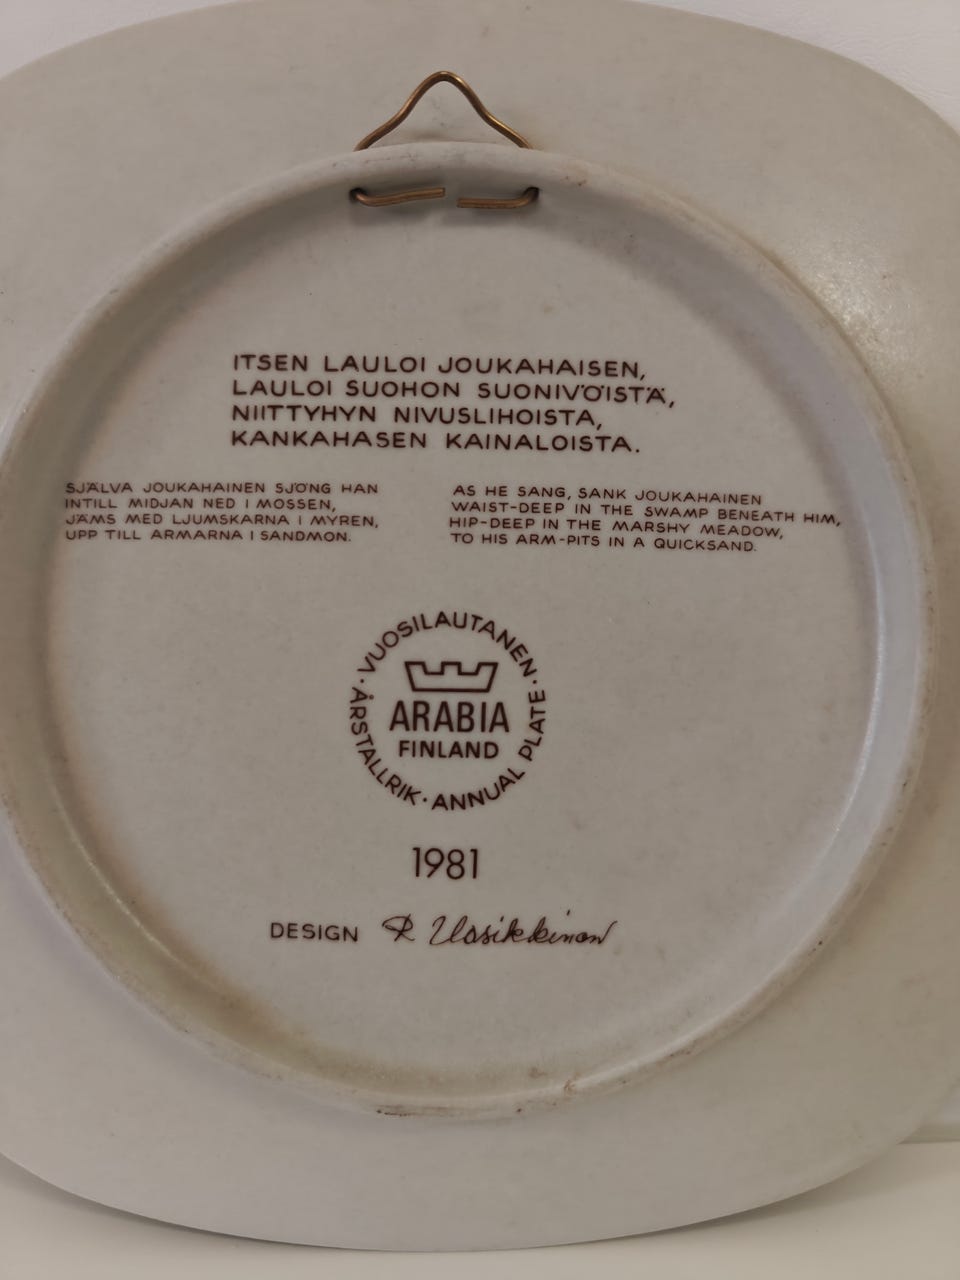 ITSEN LAULOI JOUKAHAISEN,
LAULOI SUOHON SUONIVÖISTÄ,
NIITTYHYN NIVUSLIHOISTA,
KANKAHASEN KAINALOISTA.
SJÄLVA JOUKAHAINEN SJÖNG HAN
INTILL MIDJAN NED I MOSSEN,
JÄMS MED LJUMSKARNA I MYREN,
UPP TILL ARMARNA I SANDMON.
AS HE SANG, SANK JOUKAHAINEN
WAIST-DEEP IN THE SWAMP BENEATH HIM,
HIP-DEEP IN THE MARSHY MEADOW,
TO HIS ARM-PITS IN A QUICKSAND.
· VUOSILAUTANEN · ANNUAL PLATE · ÅRSTALLRIK
ARABIA
FINLAND
1981
DESIGN R Uosikkinen